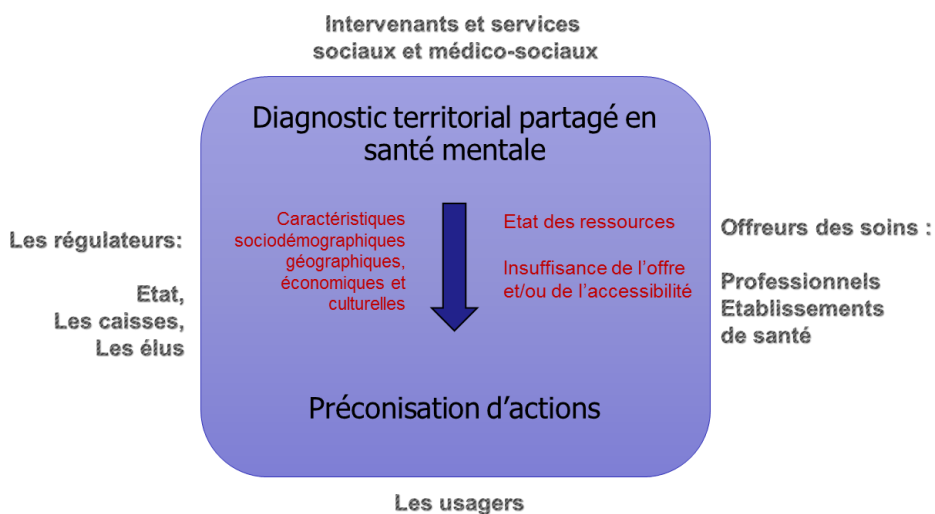 Intervenants et services
sociaux et médico-sociaux
Diagnostic territorial partagé en
santé mentale
Les régulateurs:
Etat,
Les caisses,
Les élus
Caractéristiques
sociodémographiques
géographiques,
économiques et
culturelles
Etat des ressources
Insuffisance de l'offre
et/ou de l'accessibilité
Offreurs des soins :
Professionnels
Etablissements
de santé
Préconisation d'actions
Les usagers